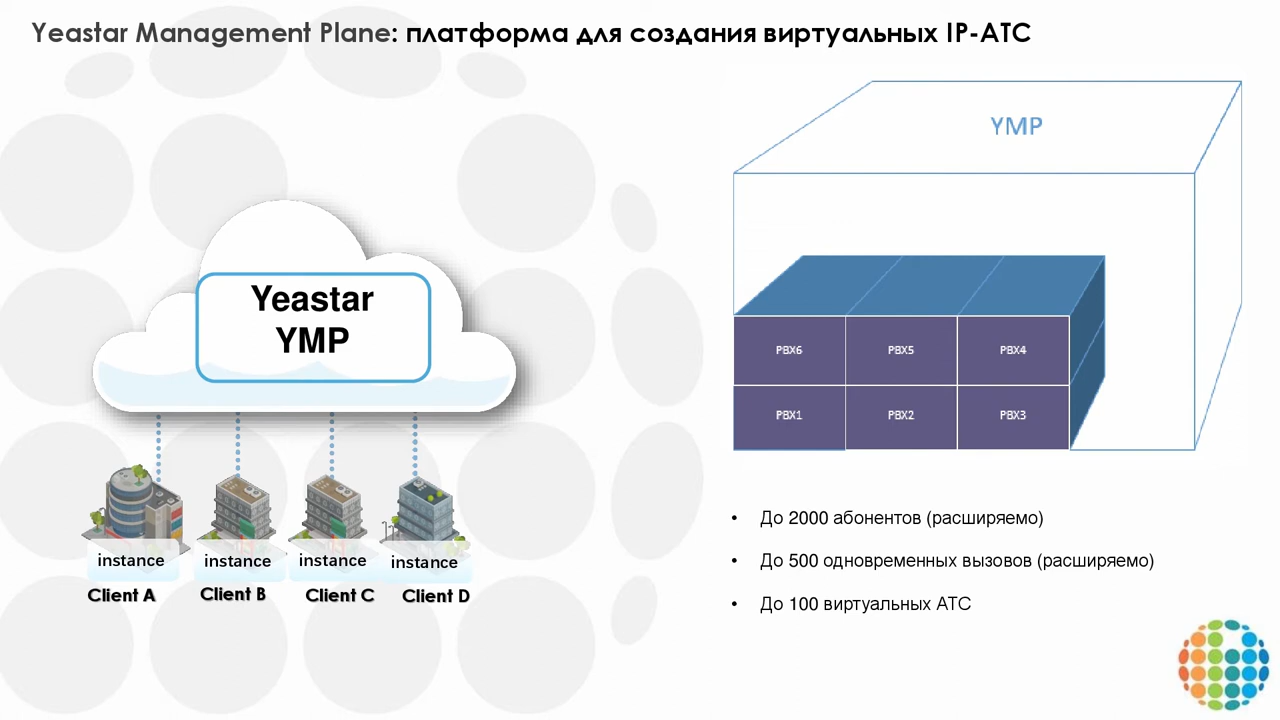 Yeastar Management Plane: платформа для создания виртуальных IP-АТС
YMP
Yeastar
YMP
PBX6 PBX5 PBX4
PBX1 PBX2 PBX3
instance instance instance instance
Client A Client B Client C Client D
• До 2000 абонентов (расширяемо)
• До 500 одновременных вызовов (расширяемо)
• До 100 виртуальных АТС